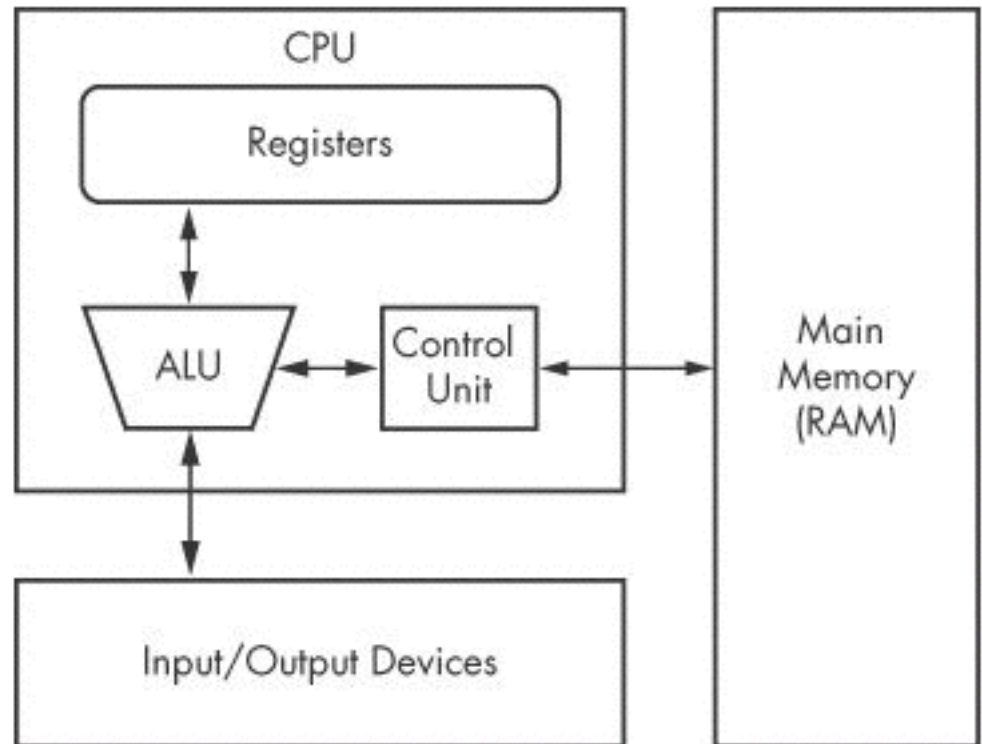 CPU
Registers
ALU
Control
Unit
Main
Memory
(RAM)
Input/Output Devices